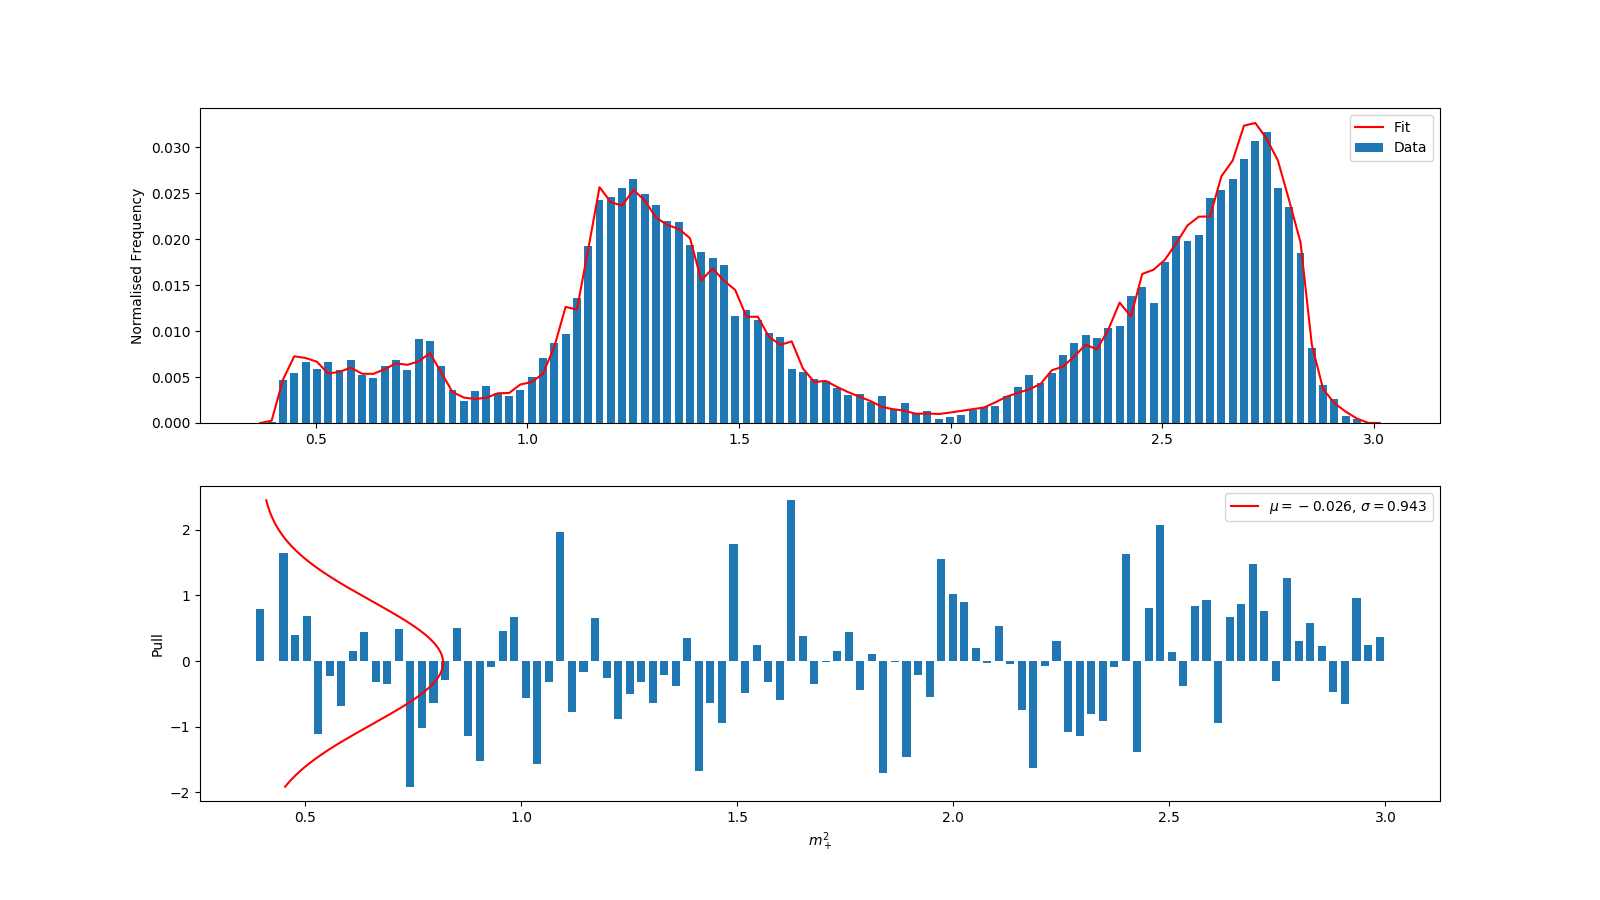 Normalised Frequency
0.030
0.025
0.020
0.015
0.010
0.005
0.000
0.5 1.0 1.5 2.0 2.5 3.0
Fit
Data
Pull
2
1
0
−1
−2
0.5 1.0 1.5 2.0 2.5 3.0
μ = −0.026, σ = 0.943
m²₊